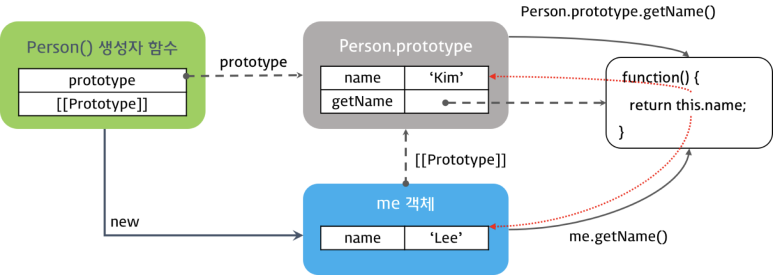 Person.prototype.getName()
Person() 생성자 함수
prototype
[[Prototype]]
prototype
Person.prototype
name
‘Kim’
getName
function() {
return this.name;
}
[[Prototype]]
new
me 객체
name
‘Lee’
me.getName()